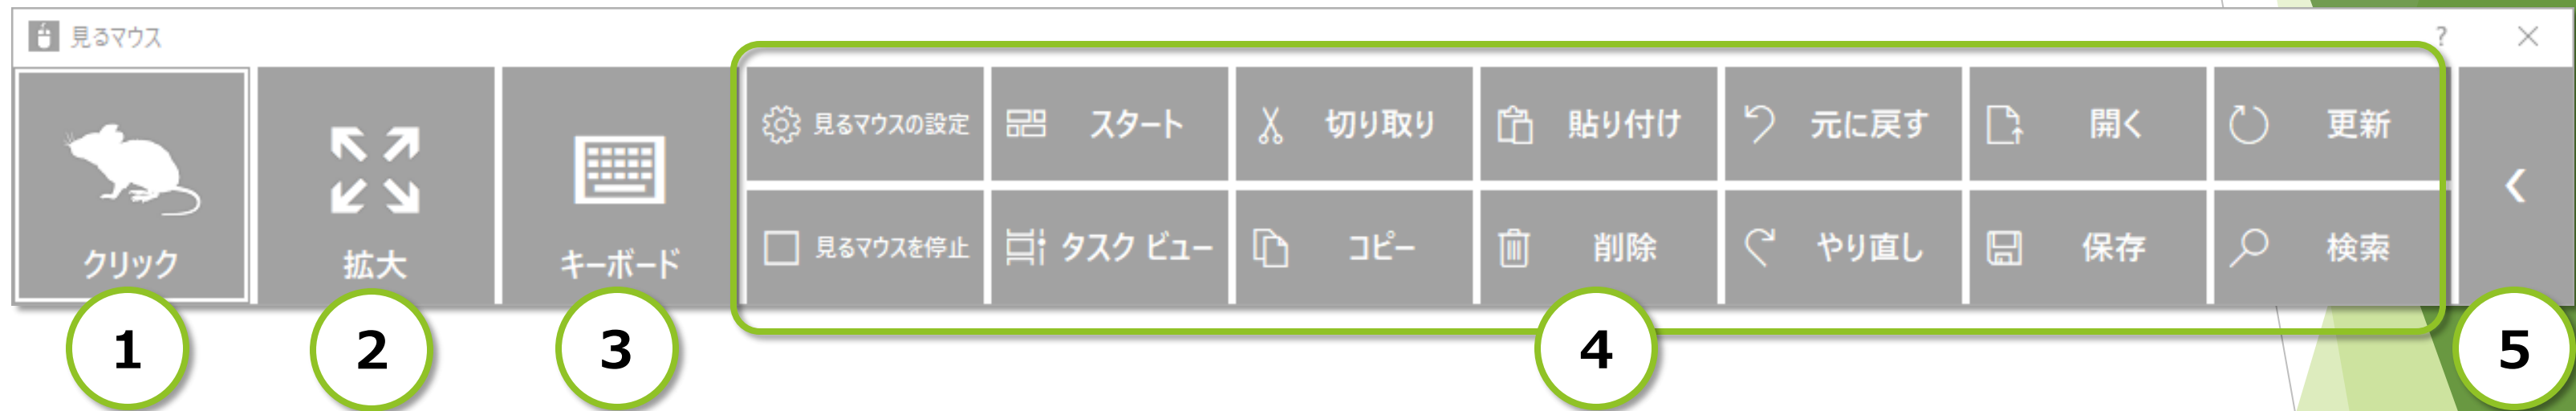 見るマウス
?
見るマウスの設定 スタート 切り取り 貼り付け 元に戻す 開く 更新
見るマウスを停止 タスク ビュー コピー 削除 やり直し 保存 検索
クリック 拡大 キーボード
1 2 3 4 5